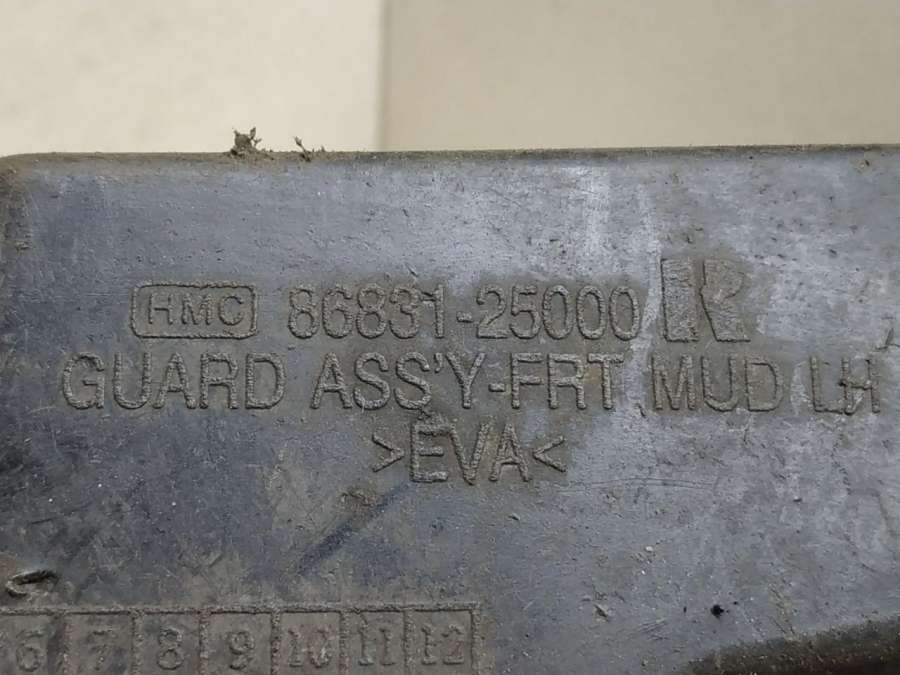 HMC 86831-25000 R
GUARD ASS'Y-FRT MUD LH
>EVA<
6 7 8 9 10 11 12